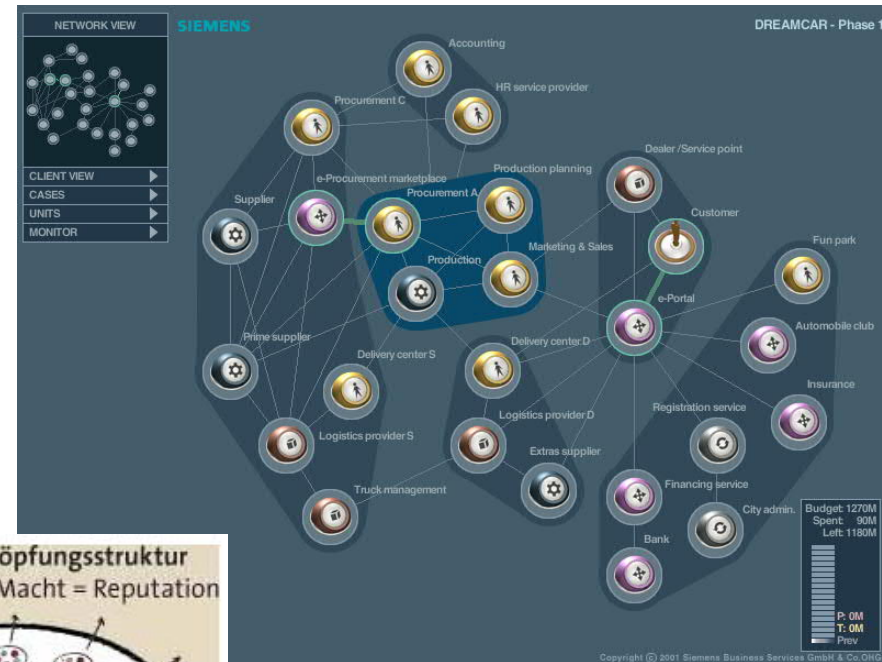 NETWORK VIEW
SIEMENS
DREAMCAR - Phase 1
Accounting
HR service provider
Procurement C
Dealer /Service point
Production planning
e-Procurement marketplace
CLIENT VIEW
CASES
UNITS
MONITOR
Procurement A
Supplier
Customer
Marketing & Sales
Fun park
Production
e-Portal
Automobile club
Prime supplier
Delivery center D
Delivery center S
Insurance
Registration service
Logistics provider D
Logistics provider S
Extras supplier
Truck management
Financing service
City admin.
Bank
Budget: 1270M
Spent: 90M
Left: 1180M
P: 0M
T: 0M
Prev
öpfungsstruktur
Macht = Reputation
Copyright © 2001 Siemens Business Services GmbH & Co.OHG